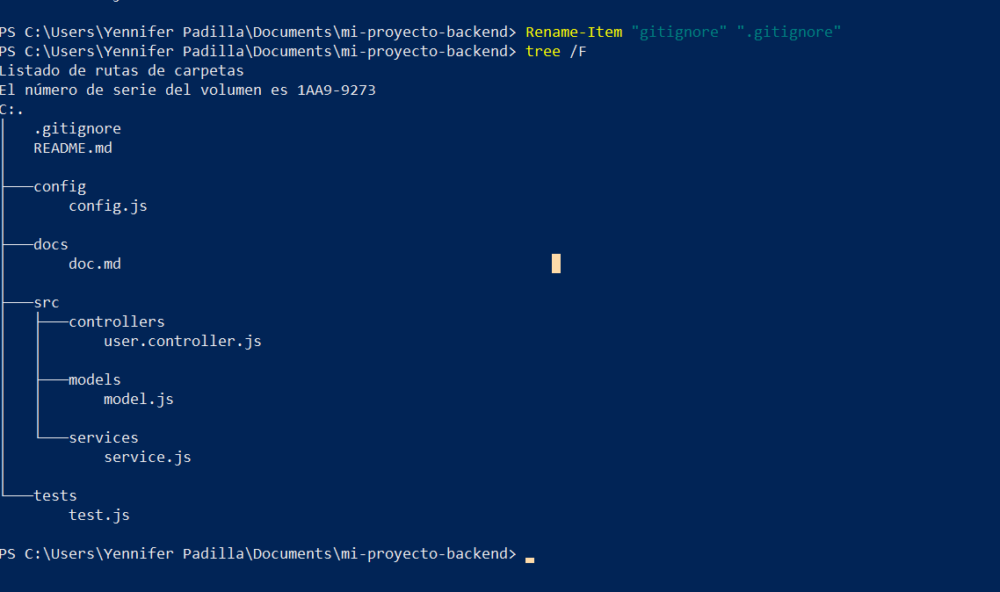 PS C:\Users\Yennifer Padilla\Documents\mi-proyecto-backend> Rename-Item "gitignore" ".gitignore"
PS C:\Users\Yennifer Padilla\Documents\mi-proyecto-backend> tree /F
Listado de rutas de carpetas
El número de serie del volumen es 1AA9-9273
C:.
.gitignore
README.md
config
config.js
docs
doc.md
src
controllers
user.controller.js
models
model.js
services
service.js
tests
test.js
PS C:\Users\Yennifer Padilla\Documents\mi-proyecto-backend>